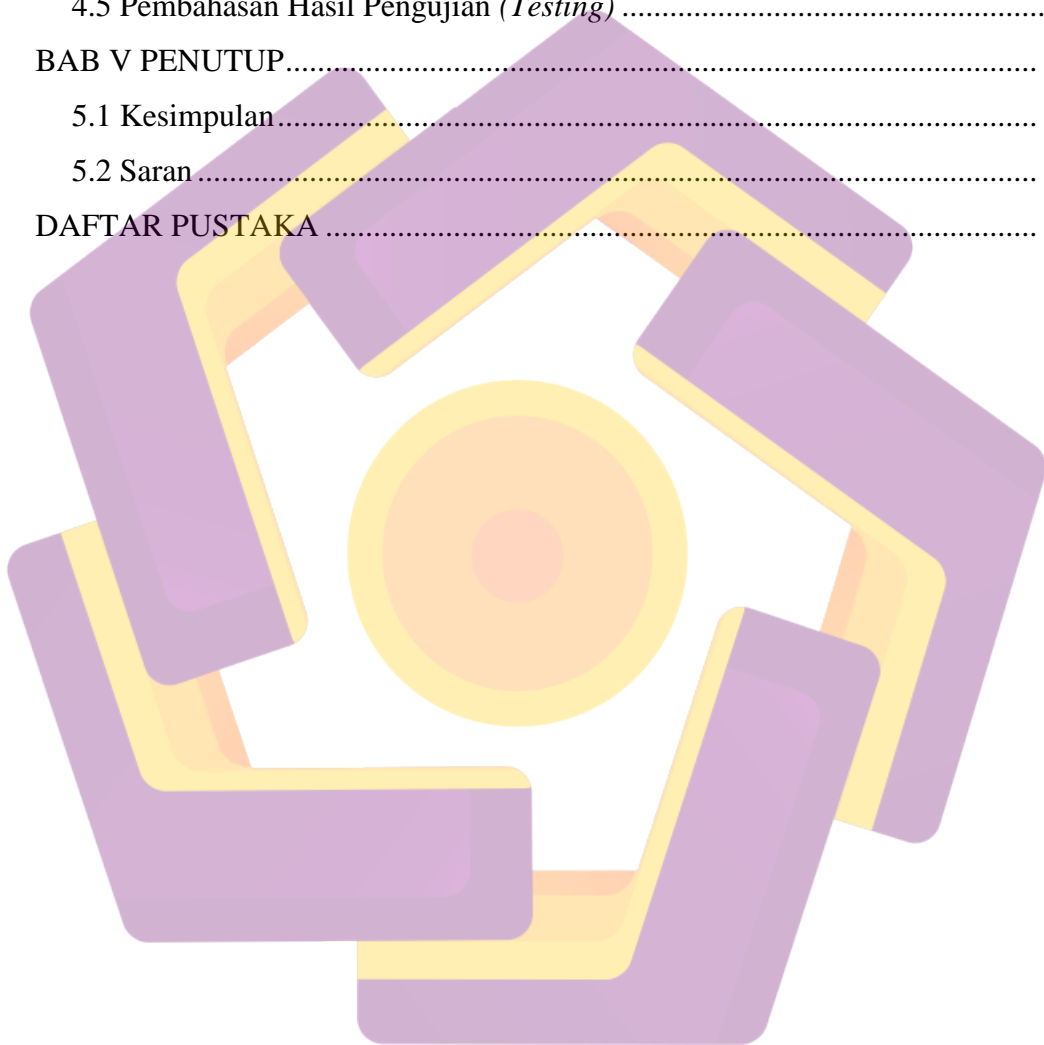 4.5 Pembahasan Hasil Pengujian (Testing) ....................................................
BAB V PENUTUP...........................................................................................
5.1 Kesimpulan............................................................................................
5.2 Saran .....................................................................................................
DAFTAR PUSTAKA .....................................................................................